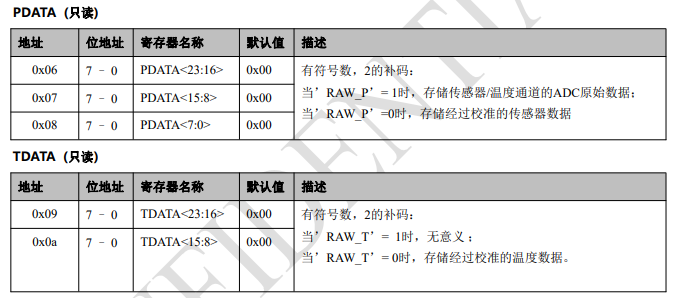 PDATA（只读）
地址 位地址 寄存器名称 默认值 描述
0x06 7 - 0 PDATA<23:16> 0x00 有符号数，2的补码：
0x07 7 - 0 PDATA<15:8> 0x00 当’ RAW_P’ = 1时，存储传感器/温度通道的ADC原始数据；
0x08 7 - 0 PDATA<7:0> 0x00 当’ RAW_P’ =0时，存储经过校准的传感器数据
TDATA（只读）
地址 位地址 寄存器名称 默认值 描述
0x09 7 - 0 TDATA<23:16> 0x00 有符号数，2的补码：
0x0a 7 - 0 TDATA<15:8> 0x00 当’ RAW_T’ = 1时，无意义；
当’ RAW_T’ = 0时，存储经过校准的温度数据。